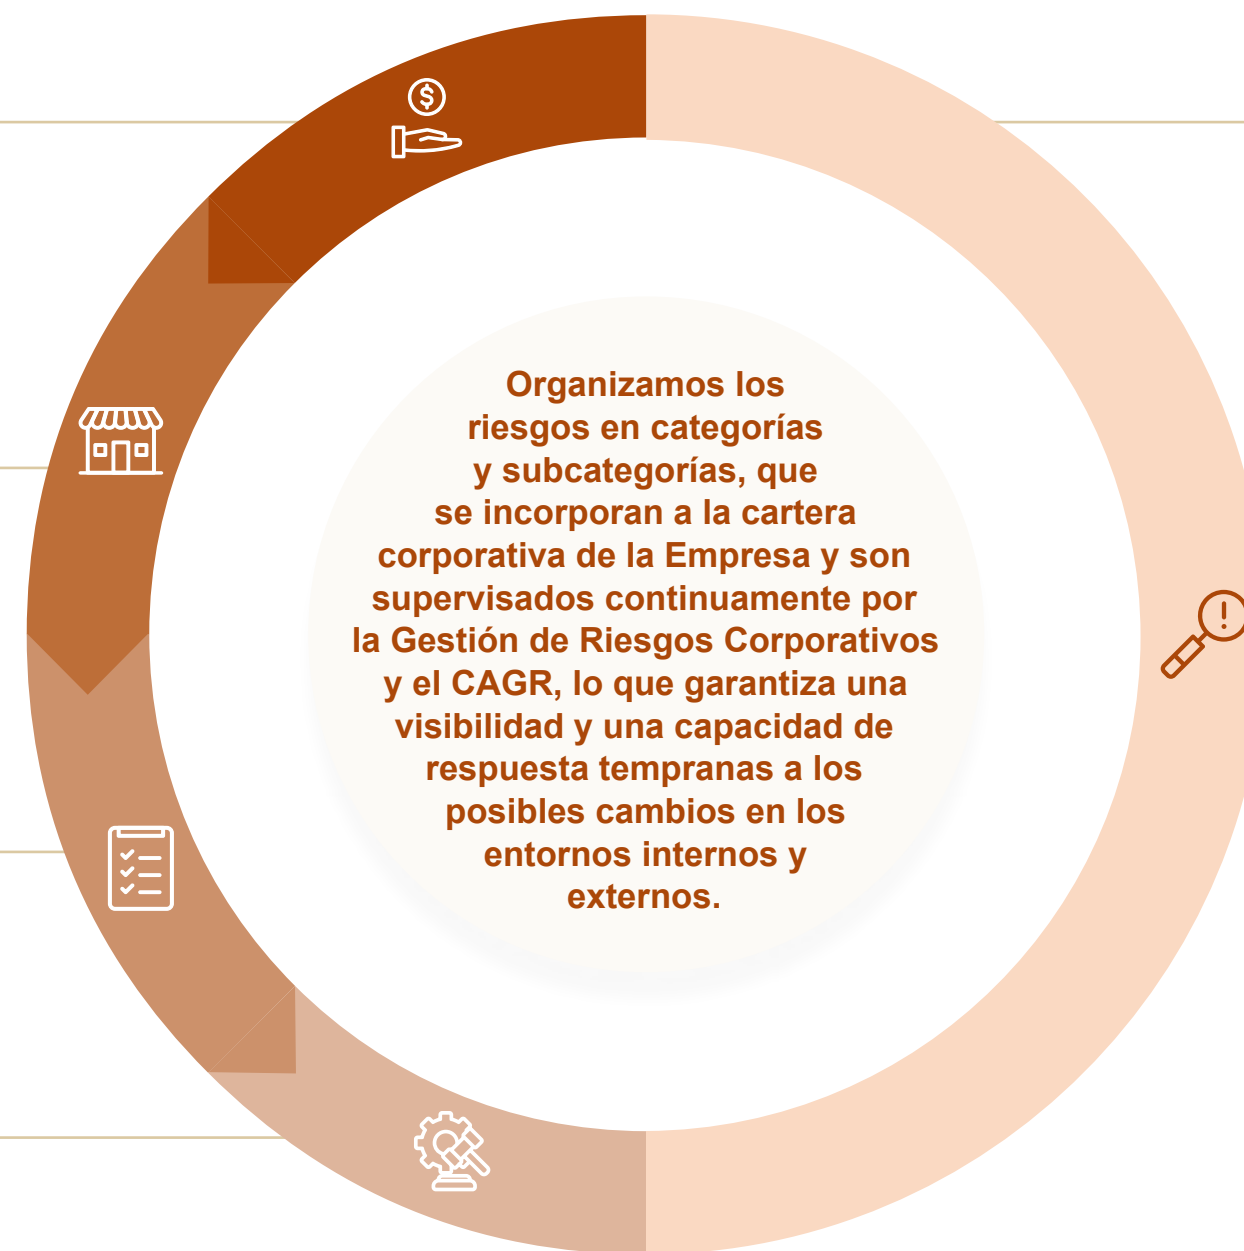 Organizamos los
riesgos en categorías
y subcategorías, que
se incorporan a la cartera
corporativa de la Empresa y son
supervisados continuamente por
la Gestión de Riesgos Corporativos
y el CAGR, lo que garantiza una
visibilidad y una capacidad de
respuesta tempranas a los
posibles cambios en los
entornos internos y
externos.